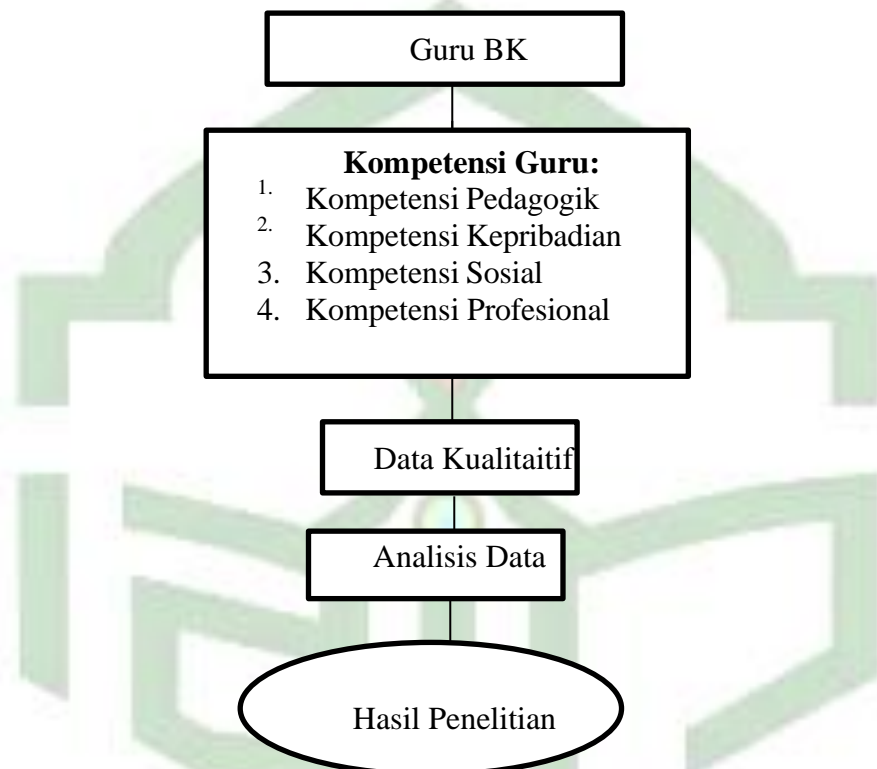 Guru BK
Kompetensi Guru:
1. Kompetensi Pedagogik
2. Kompetensi Kepribadian
3. Kompetensi Sosial
4. Kompetensi Profesional
Data Kualitaitif
Analisis Data
Hasil Penelitian